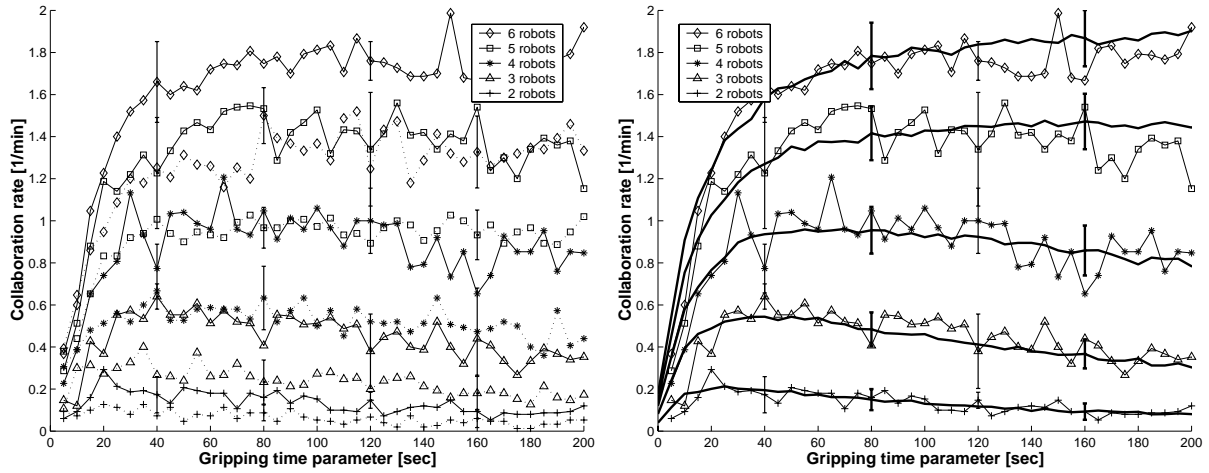 2
1.8
1.6
1.4
1.2
1
0.8
0.6
0.4
0.2
0
Collaboration rate [1/min]
6 robots
5 robots
4 robots
3 robots
2 robots
0 20 40 60 80 100 120 140 160 180 200
Gripping time parameter [sec]
2
1.8
1.6
1.4
1.2
1
0.8
0.6
0.4
0.2
0
Collaboration rate [1/min]
6 robots
5 robots
4 robots
3 robots
2 robots
0 20 40 60 80 100 120 140 160 180 200
Gripping time parameter [sec]